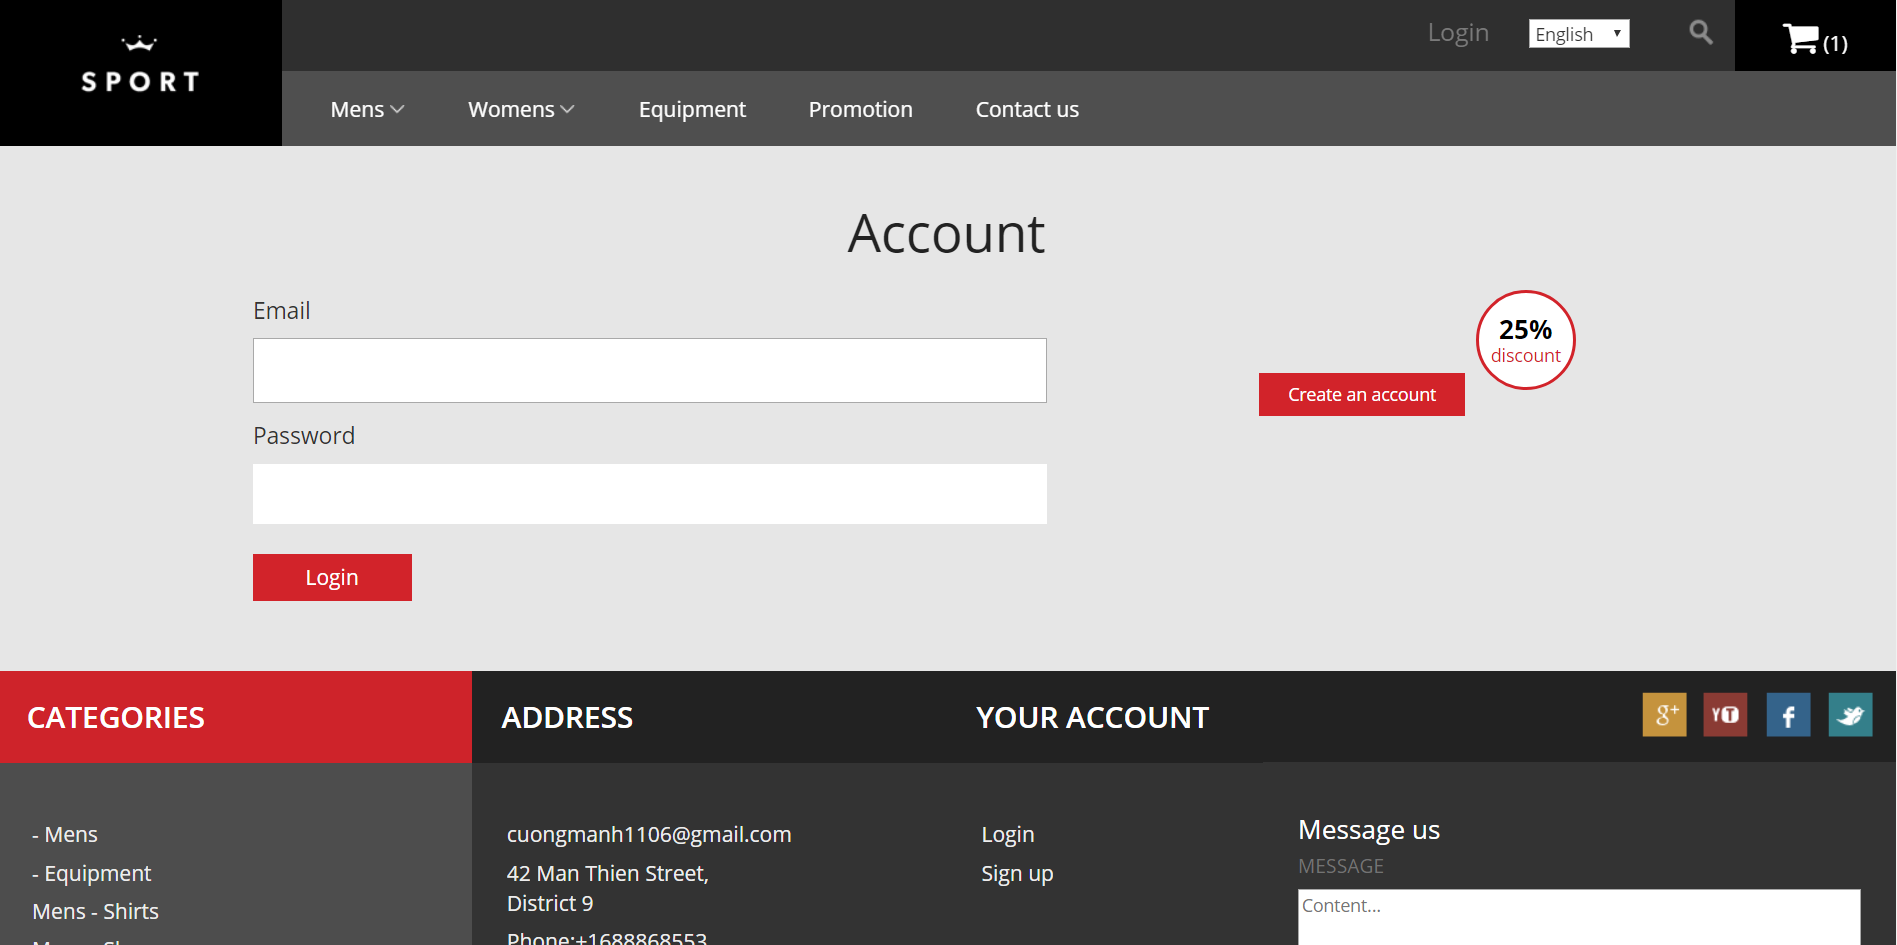 SPORT
Login
English
(1)
Mens
Womens
Equipment
Promotion
Contact us
Account
Email
Password
Login
25%
discount
Create an account
CATEGORIES
ADDRESS
YOUR ACCOUNT
g+
YT
f
- Mens
- Equipment
Mens - Shirts
cuongmanh1106@gmail.com
42 Man Thien Street,
District 9
Phone:+1688868553
Login
Sign up
Message us
MESSAGE
Content...